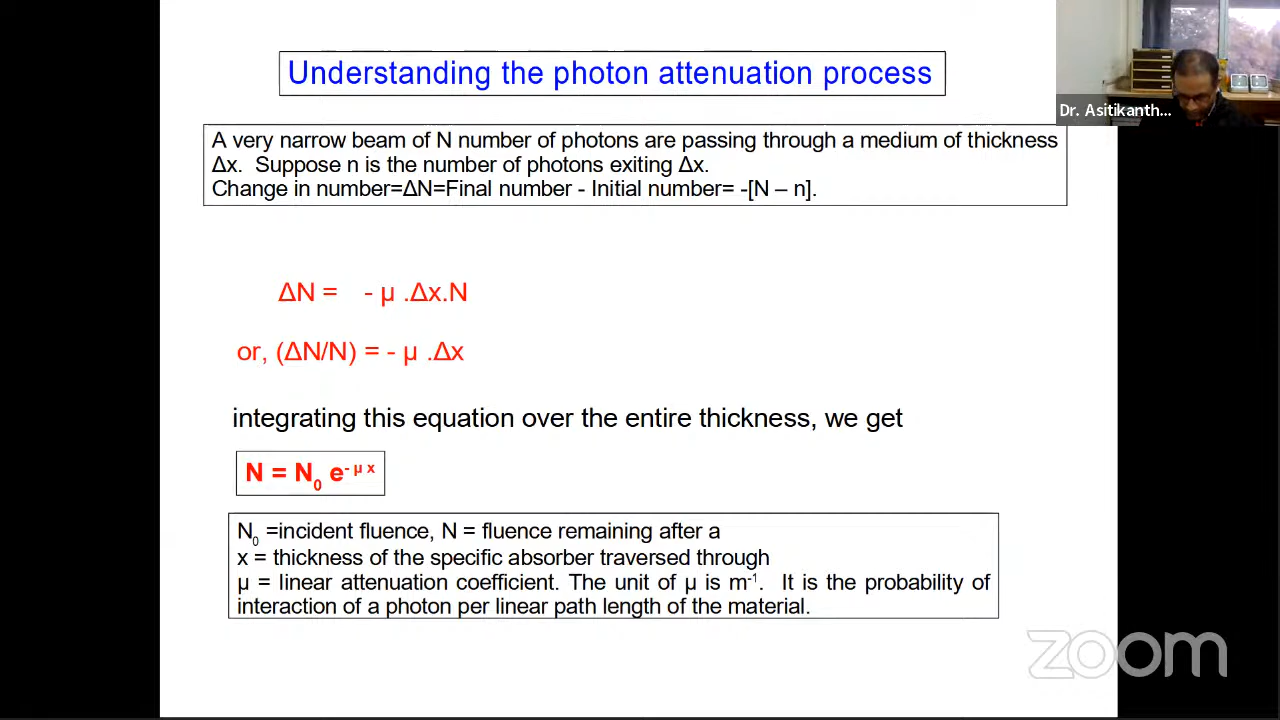 Understanding the photon attenuation process
Dr. Asitikanth...
A very narrow beam of N number of photons are passing through a medium of thickness
Δx. Suppose n is the number of photons exiting Δx.
Change in number=ΔN=Final number - Initial number= -[N – n].
ΔN = - µ .Δx.N
or, (ΔN/N) = - µ .Δx
integrating this equation over the entire thickness, we get
N = N₀ e⁻ µ ˣ
N₀ =incident fluence, N = fluence remaining after a
x = thickness of the specific absorber traversed through
µ = linear attenuation coefficient. The unit of µ is m⁻¹. It is the probability of
interaction of a photon per linear path length of the material.
zoom